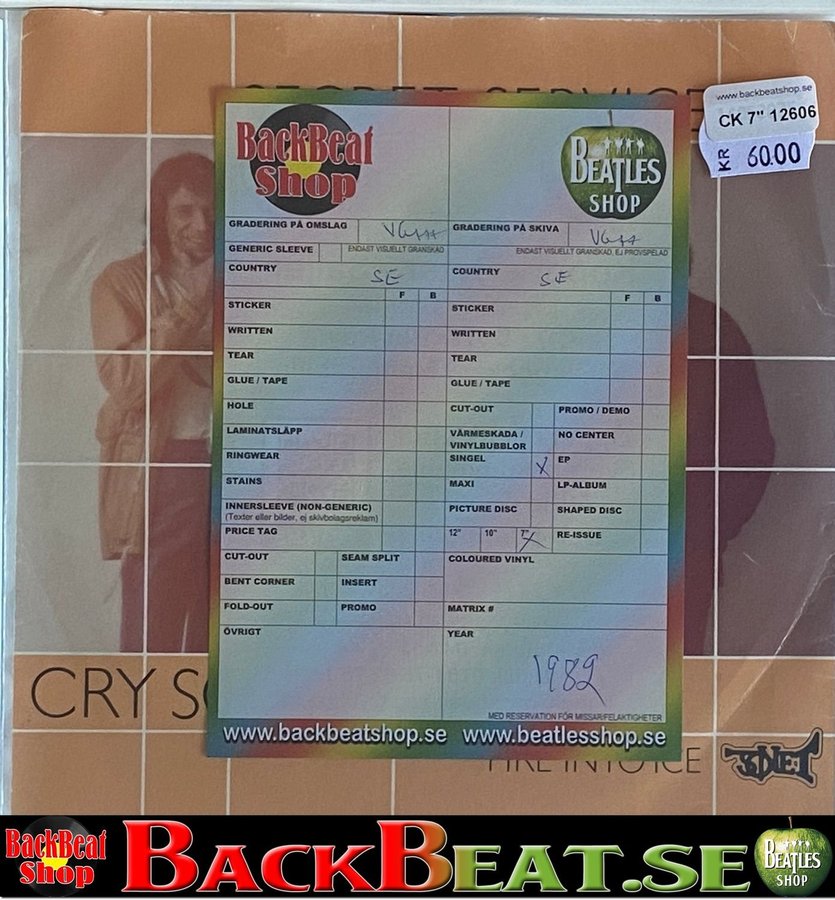 SECRET SERVICE
www.backbeatshop.se
CK 7" 12606
KR 60.00
BackBeat
Shop
BEATLES
SHOP
GRADERING PÅ OMSLAG VG++
GRADERING PÅ SKIVA VG++
GENERIC SLEEVE ENDAST VISUELLT GRANSKAD
ENDAST VISUELLT GRANSKAD, EJ PROVSPELAD
COUNTRY SE
COUNTRY SE
F B
F B
STICKER
STICKER
WRITTEN
WRITTEN
TEAR
TEAR
GLUE / TAPE
GLUE / TAPE
HOLE
CUT-OUT PROMO / DEMO
LAMINATSLÄPP
VÄRMESKADA / NO CENTER
VINYLBUBBLOR
RINGWEAR
SINGEL X EP
STAINS
MAXI LP-ALBUM
INNERSLEEVE (NON-GENERIC)
(Texter eller bilder, ej skivbolagsreklam)
PICTURE DISC SHAPED DISC
PRICE TAG
12" 10" 7" X RE-ISSUE
CUT-OUT SEAM SPLIT
COLOURED VINYL
BENT CORNER INSERT
FOLD-OUT PROMO
MATRIX #
ÖVRIGT
YEAR
1982
MED RESERVATION FÖR MISSAR/FELAKTIGHETER
www.backbeatshop.se www.beatlesshop.se
CRY SO
FIRE INTO ICE
SONET
BackBeat
Shop
BACKBEAT.SE
BEATLES
SHOP